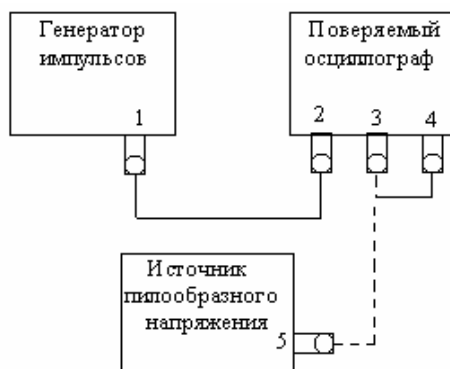 Генератор
импульсов
1
Поверяемый
осциллограф
2 3 4
Источник
пилообразного
напряжения
5